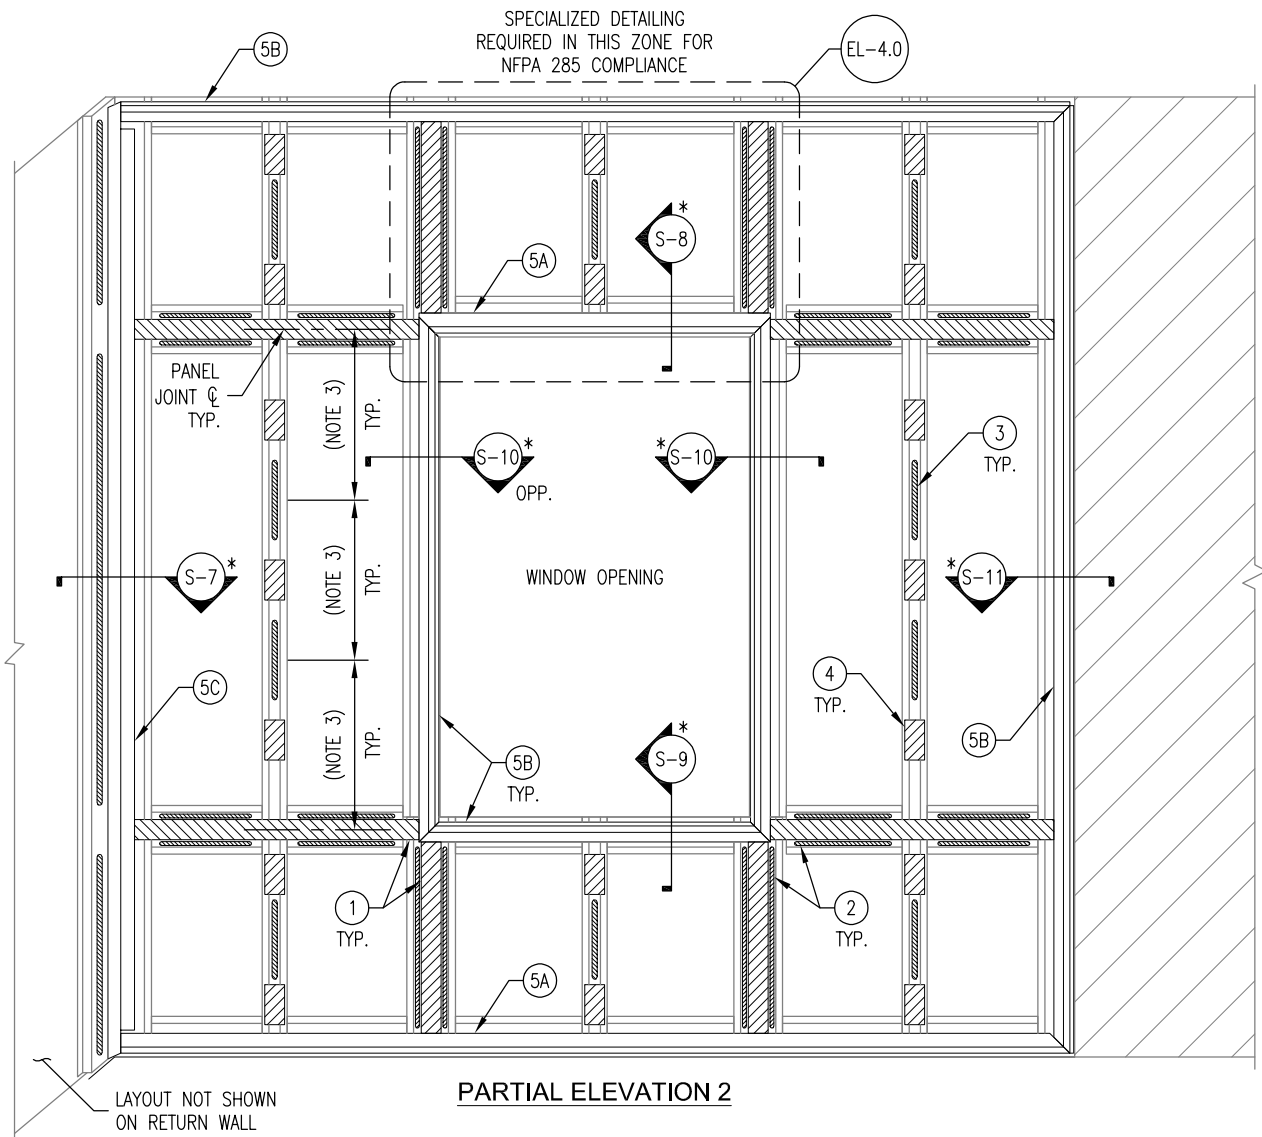 SPECIALIZED DETAILING
REQUIRED IN THIS ZONE FOR
NFPA 285 COMPLIANCE
EL-4.0
5B
S-8
*
5A
PANEL
JOINT ℄
TYP.
(NOTE 3)
TYP.
3
TYP.
S-10
*
OPP.
*
S-10
S-7
*
(NOTE 3)
TYP.
WINDOW OPENING
*
S-11
5C
(NOTE 3)
TYP.
4
TYP.
5B
TYP.
S-9
*
5B
1
TYP.
2
TYP.
5A
LAYOUT NOT SHOWN
ON RETURN WALL
PARTIAL ELEVATION 2